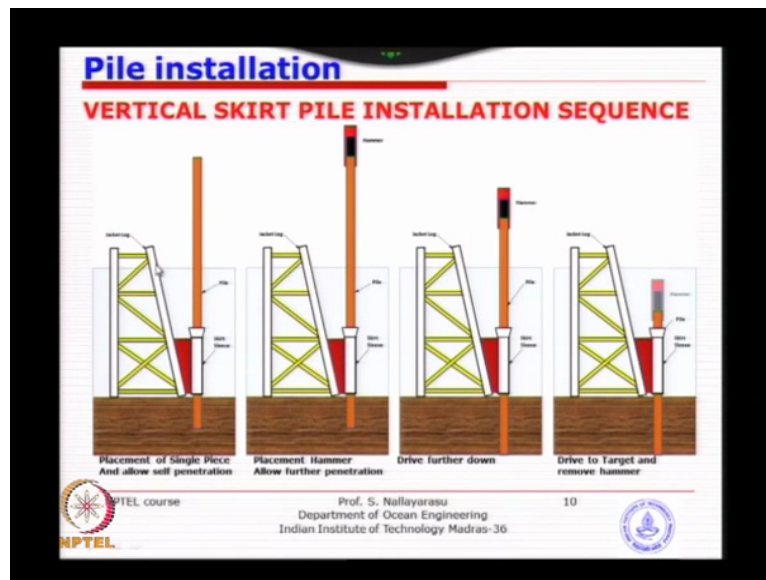 Pile installation
VERTICAL SKIRT PILE INSTALLATION SEQUENCE
Hammer
Jacket Leg
Pile
Skirt
Sleeve
Jacket Leg
Pile
Skirt
Sleeve
Hammer
Jacket Leg
Pile
Skirt
Sleeve
Jacket Leg
Hammer
Pile
Skirt
Sleeve
Placement of Single Piece
And allow self penetration
Placement Hammer
Allow further penetration
Drive further down
Drive to Target and
remove hammer
NPTEL
PTEL course
Prof. S. Nallayarasu
Department of Ocean Engineering
Indian Institute of Technology Madras-36
10